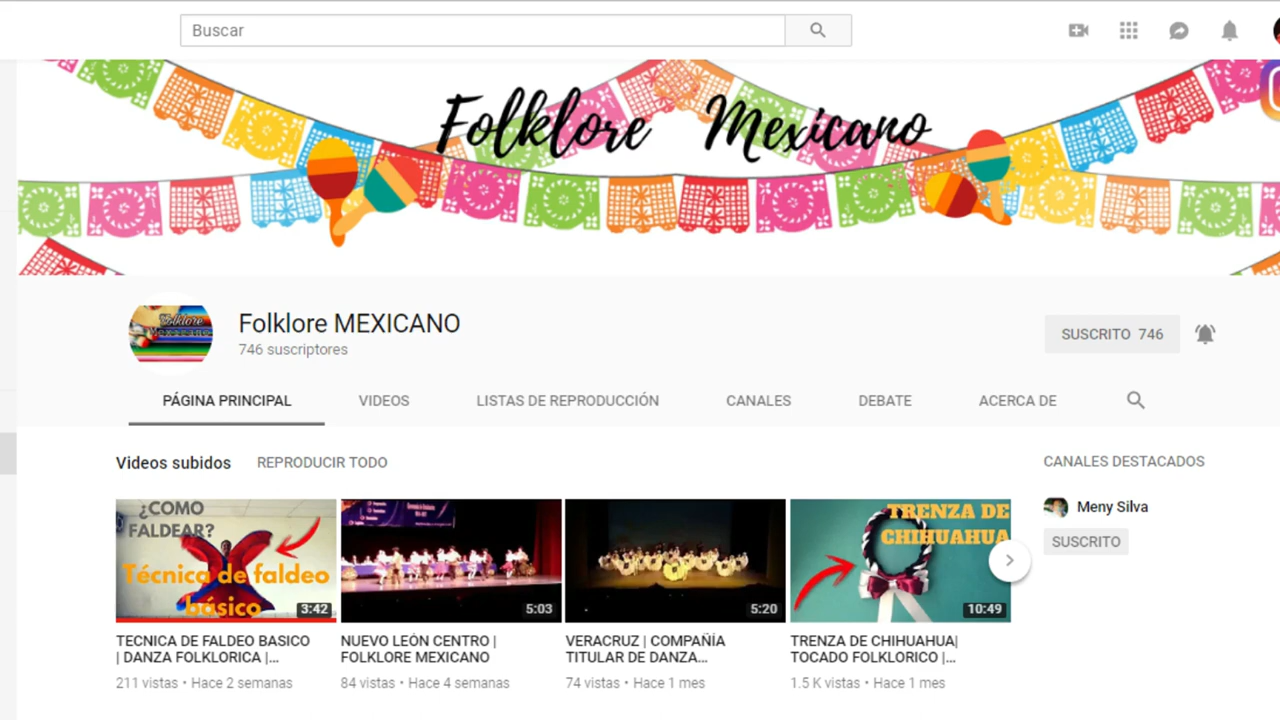 Buscar
Folklore Mexicano
Folklore
Mexicano
Folklore MEXICANO
746 suscriptores
SUSCRITO 746
PÁGINA PRINCIPAL
VIDEOS
LISTAS DE REPRODUCCIÓN
CANALES
DEBATE
ACERCA DE
Videos subidos
REPRODUCIR TODO
CANALES DESTACADOS
Meny Silva
SUSCRITO
¿COMO
FALDEAR?
Técnica de faldeo
básico
3:42
5:03
5:20
TRENZA DE
CHIHUAHUA
10:49
TECNICA DE FALDEO BASICO
| DANZA FOLKLORICA |...
211 vistas • Hace 2 semanas
NUEVO LEÓN CENTRO |
FOLKLORE MEXICANO
84 vistas • Hace 4 semanas
VERACRUZ | COMPAÑÍA
TITULAR DE DANZA...
74 vistas • Hace 1 mes
TRENZA DE CHIHUAHUA|
TOCADO FOLKLORICO |...
1.5 K vistas • Hace 1 mes